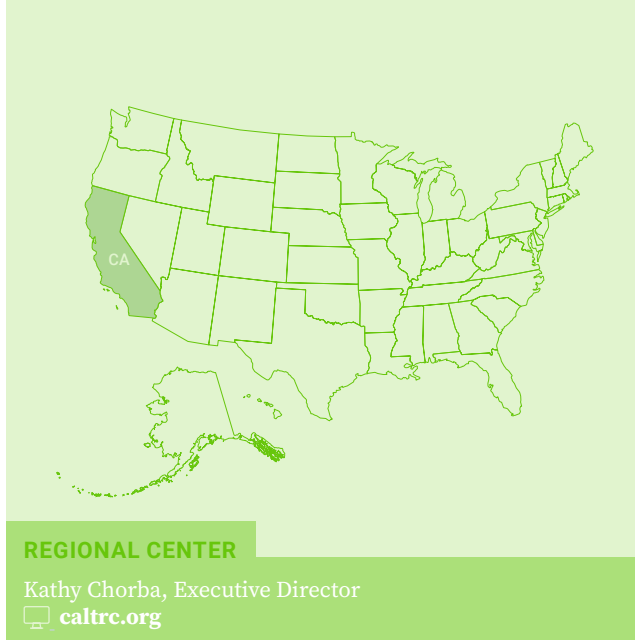 CA
REGIONAL CENTER
Kathy Chorba, Executive Director
caltrc.org